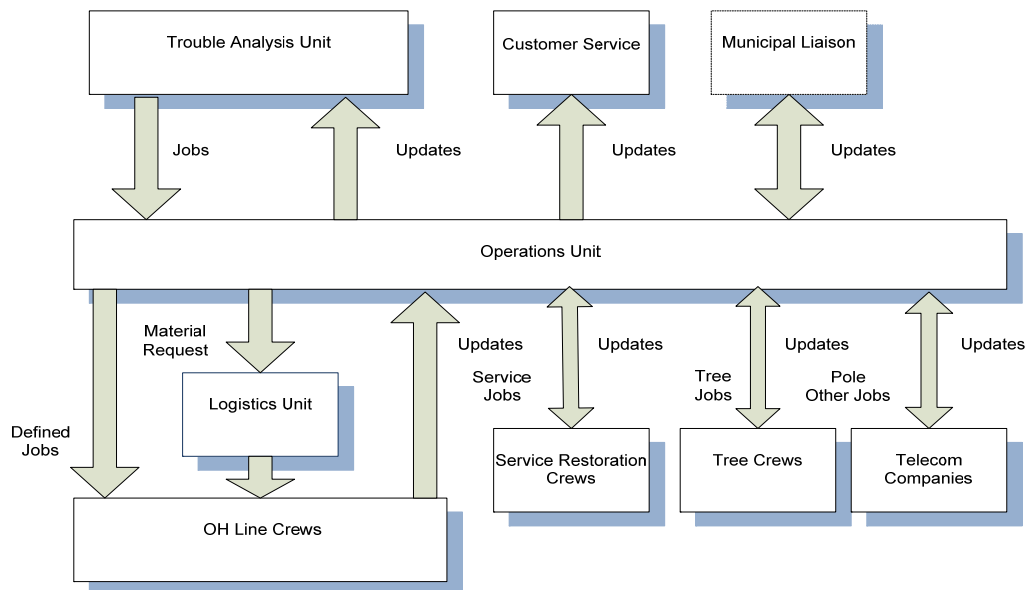 Trouble Analysis Unit
Customer Service
Municipal Liaison
Jobs
Updates
Updates
Updates
Operations Unit
Material
Request
Updates
Updates
Updates
Updates
Service
Jobs
Tree
Jobs
Pole
Other Jobs
Logistics Unit
Defined
Jobs
Service Restoration
Crews
Tree Crews
Telecom
Companies
OH Line Crews